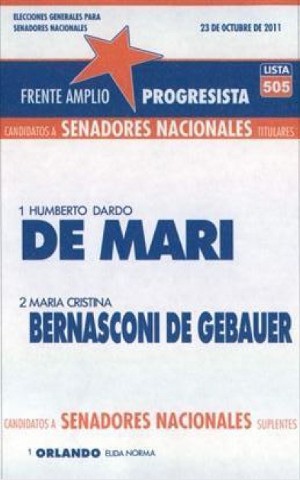 ELECCIONES GENERALES PARA
SENADORES NACIONALES
23 DE OCTUBRE DE 2011
LISTA
505
FRENTE AMPLIO PROGRESISTA
CANDIDATOS A SENADORES NACIONALES TITULARES
1 HUMBERTO DARDO
DE MARI
2 MARIA CRISTINA
BERNASCONI DE GEBAUER
CANDIDATOS A SENADORES NACIONALES SUPLENTES
1 ORLANDO ELIDA NORMA